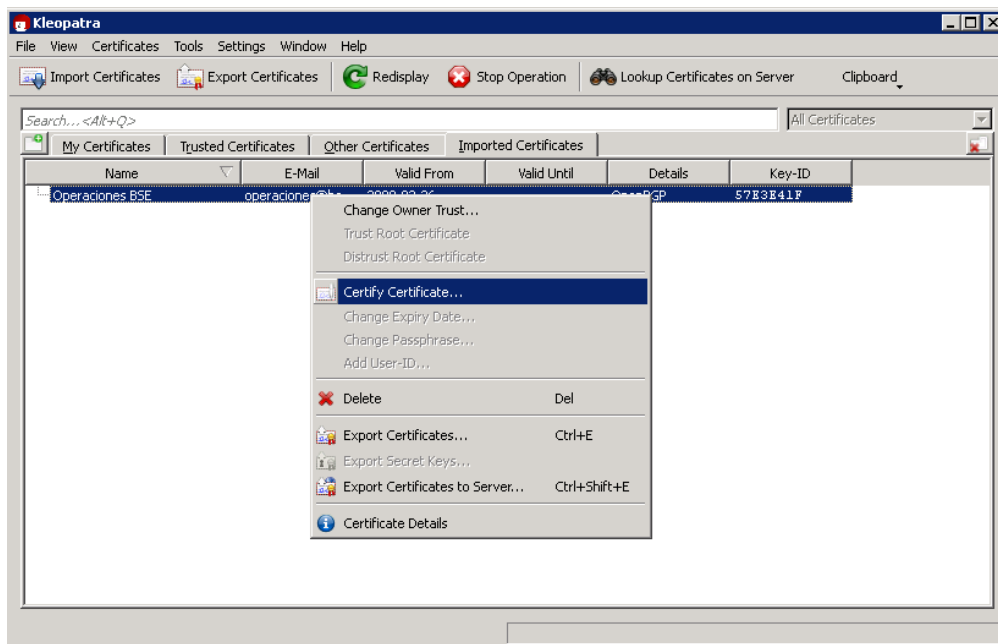 Kleopatra
File View Certificates Tools Settings Window Help
Import Certificates Export Certificates Redisplay Stop Operation Lookup Certificates on Server Clipboard
Search...<Alt+Q> All Certificates
My Certificates Trusted Certificates Other Certificates Imported Certificates
Name E-Mail Valid From Valid Until Details Key-ID
Operaciones BSE 57E3E41F
Change Owner Trust...
Trust Root Certificate
Distrust Root Certificate
Certify Certificate...
Change Expiry Date...
Change Passphrase...
Add User-ID...
Delete Del
Export Certificates... Ctrl+E
Export Secret Keys...
Export Certificates to Server... Ctrl+Shift+E
Certificate Details